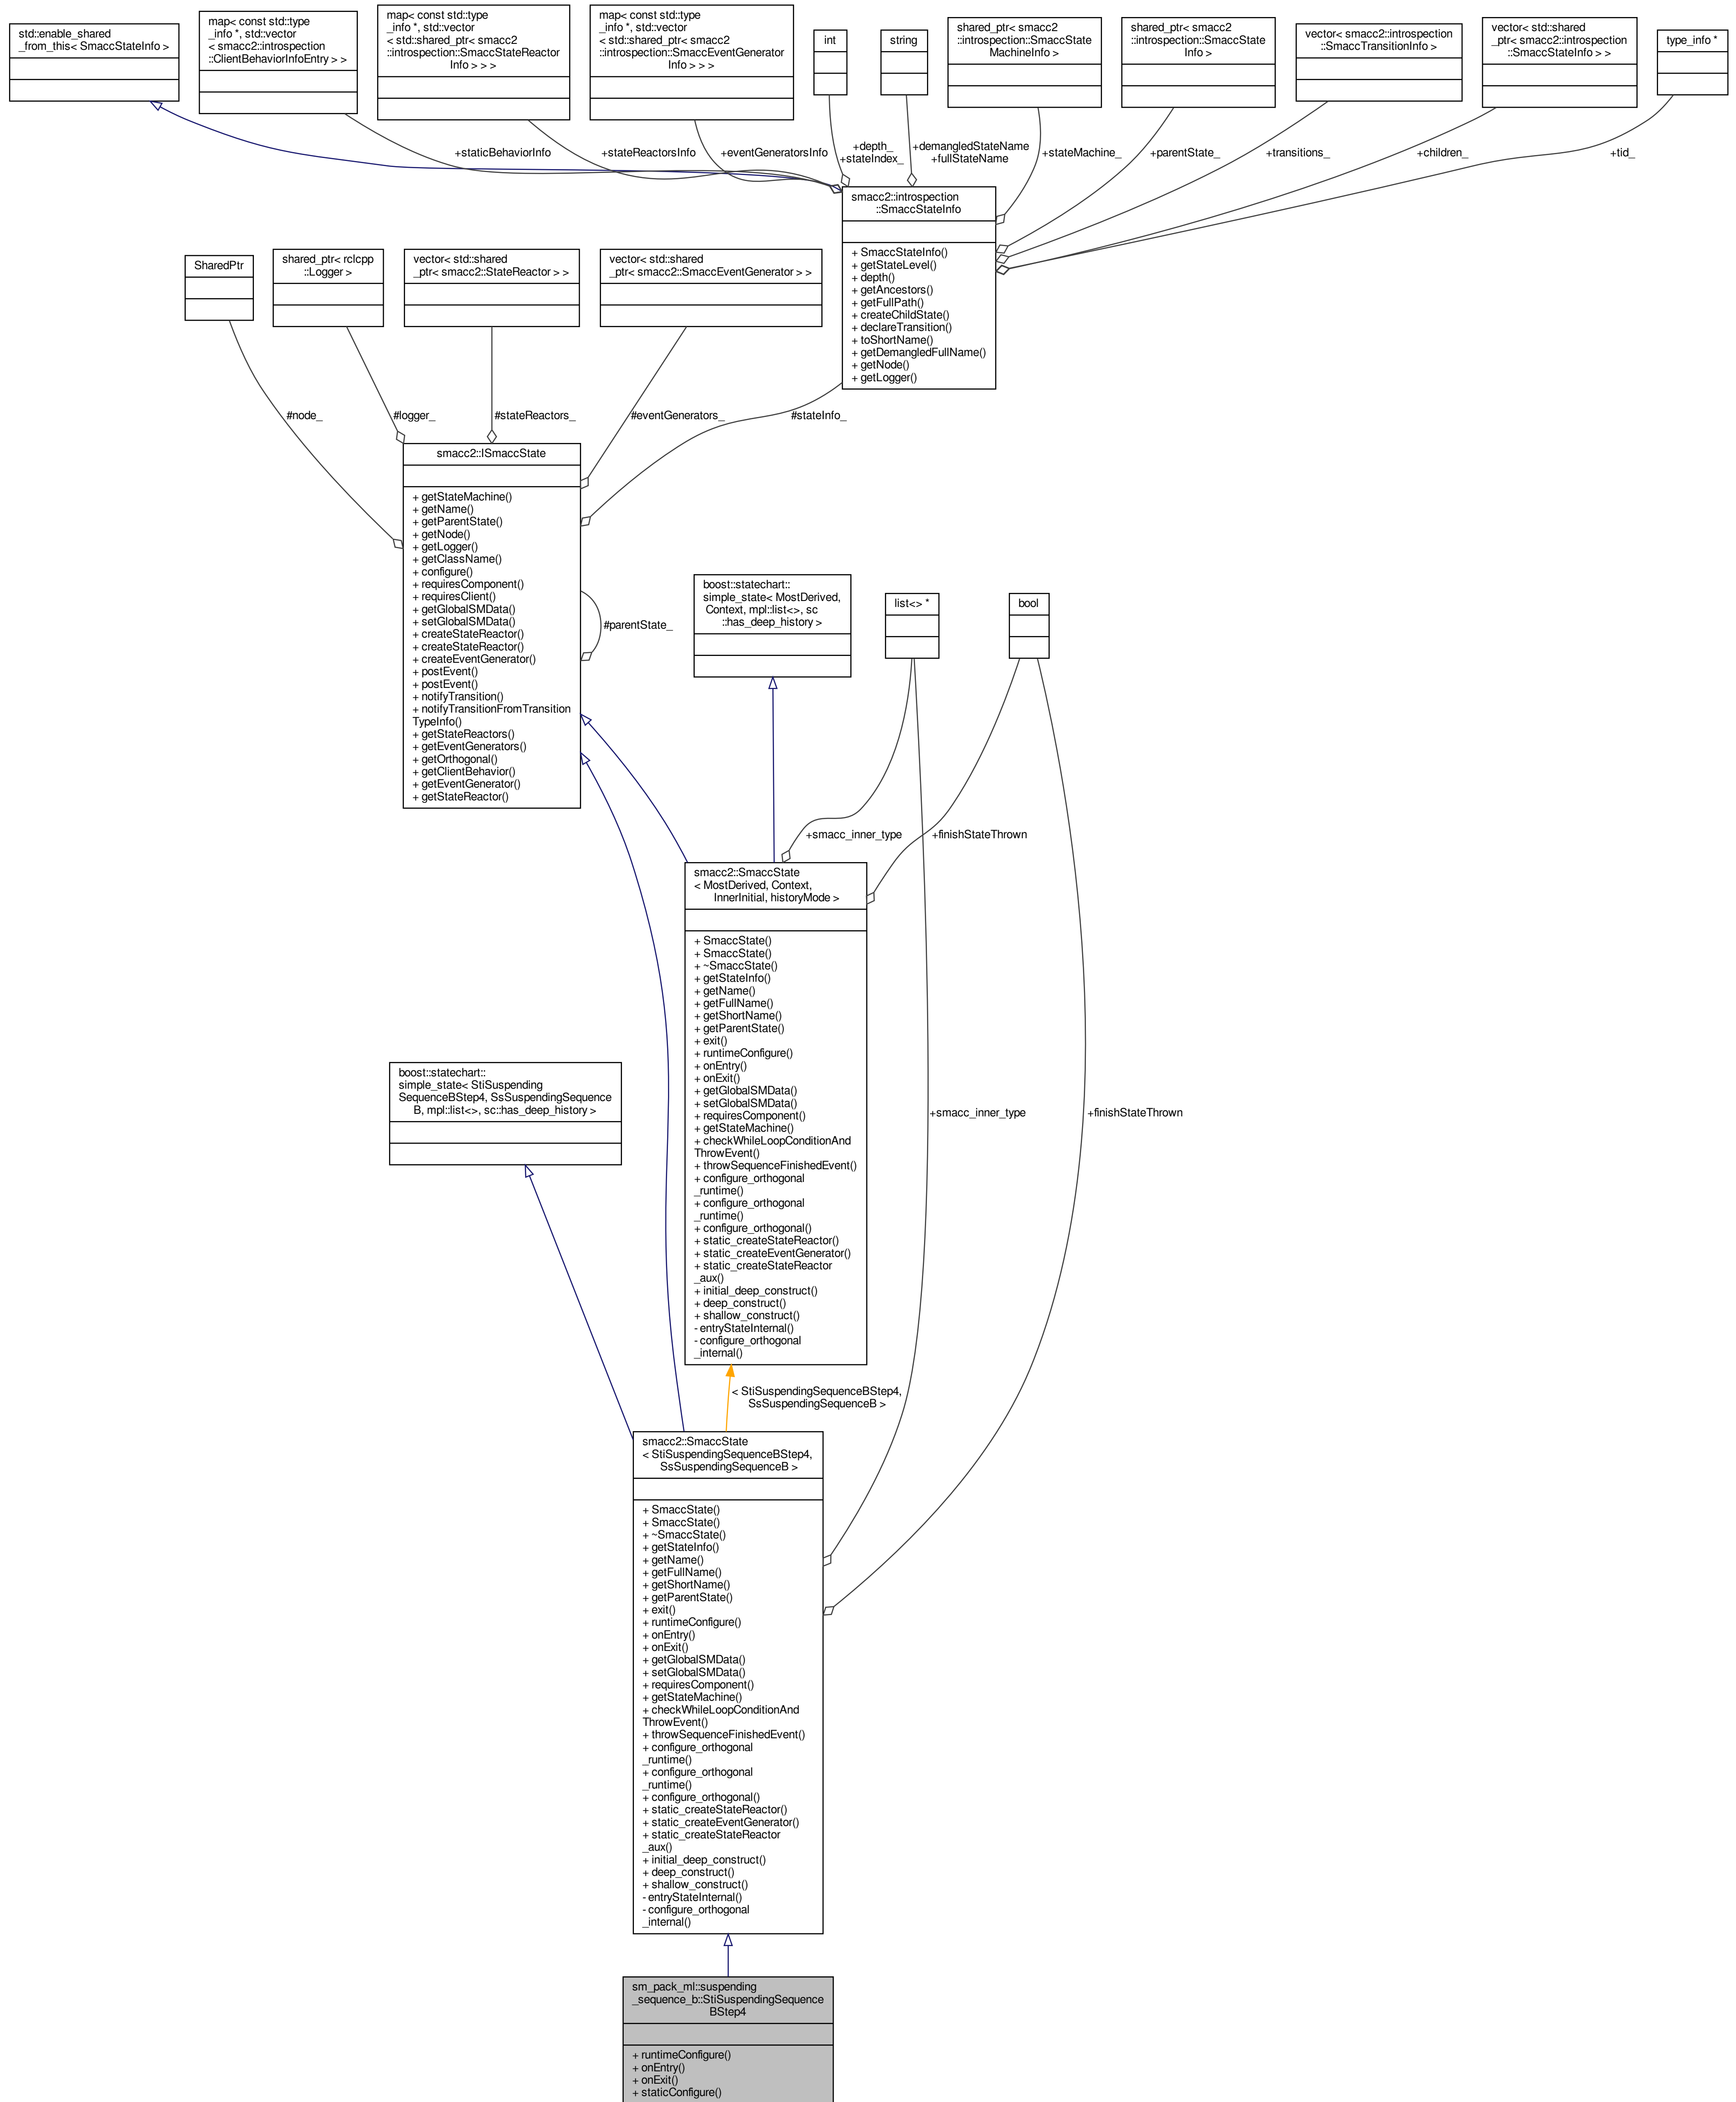 std::enable_shared
_from_this< SmaccStateInfo >
map< const std::type
_info *, std::vector
< smacc2::introspection
::ClientBehaviorInfoEntry > >
map< const std::type
_info *, std::vector
< std::shared_ptr< smacc2
::introspection::SmaccStateReactor
Info > > >
map< const std::type
_info *, std::vector
< std::shared_ptr< smacc2
::introspection::SmaccEventGenerator
Info > > >
int
string
shared_ptr< smacc2
::introspection::SmaccState
MachineInfo >
shared_ptr< smacc2
::introspection::SmaccState
Info >
vector< smacc2::introspection
::SmaccTransitionInfo >
vector< std::shared
_ptr< smacc2::introspection
::SmaccStateInfo > >
type_info *
+staticBehaviorInfo
+stateReactorsInfo
+eventGeneratorsInfo
+depth_
+stateIndex_
+demangledStateName
+fullStateName
+stateMachine_
+parentState_
+transitions_
+children_
+tid_
smacc2::introspection
::SmaccStateInfo
+ SmaccStateInfo()
+ getStateLevel()
+ depth()
+ getAncestors()
+ getFullPath()
+ createChildState()
+ declareTransition()
+ toShortName()
+ getDemangledFullName()
+ getNode()
+ getLogger()
SharedPtr
shared_ptr< rclcpp
::Logger >
vector< std::shared
_ptr< smacc2::StateReactor > >
vector< std::shared
_ptr< smacc2::SmaccEventGenerator > >
#node_
#logger_
#stateReactors_
#eventGenerators_
#stateInfo_
smacc2::ISmaccState
+ getStateMachine()
+ getName()
+ getParentState()
+ getNode()
+ getLogger()
+ getClassName()
+ configure()
+ requiresComponent()
+ requiresClient()
+ getGlobalSMData()
+ setGlobalSMData()
+ createStateReactor()
+ createStateReactor()
+ createEventGenerator()
+ postEvent()
+ postEvent()
+ notifyTransition()
+ notifyTransitionFromTransition
TypeInfo()
+ getStateReactors()
+ getEventGenerators()
+ getOrthogonal()
+ getClientBehavior()
+ getEventGenerator()
+ getStateReactor()
#parentState_
boost::statechart::
simple_state< MostDerived,
Context, mpl::list<>, sc
::has_deep_history >
list<> *
bool
+smacc_inner_type
+finishStateThrown
smacc2::SmaccState
< MostDerived, Context,
InnerInitial, historyMode >
+ SmaccState()
+ SmaccState()
+ ~SmaccState()
+ getStateInfo()
+ getName()
+ getFullName()
+ getShortName()
+ getParentState()
+ exit()
+ runtimeConfigure()
+ onEntry()
+ onExit()
+ getGlobalSMData()
+ setGlobalSMData()
+ requiresComponent()
+ getStateMachine()
+ checkWhileLoopConditionAnd
ThrowEvent()
+ throwSequenceFinishedEvent()
+ configure_orthogonal
_runtime()
+ configure_orthogonal
_runtime()
+ configure_orthogonal()
+ static_createStateReactor()
+ static_createEventGenerator()
+ static_createStateReactor
_aux()
+ initial_deep_construct()
+ deep_construct()
+ shallow_construct()
- entryStateInternal()
- configure_orthogonal
_internal()
boost::statechart::
simple_state< StiSuspending
SequenceBStep4, SsSuspendingSequence
B, mpl::list<>, sc::has_deep_history >
+smacc_inner_type
+finishStateThrown
< StiSuspendingSequenceBStep4,
SsSuspendingSequenceB >
smacc2::SmaccState
< StiSuspendingSequenceBStep4,
SsSuspendingSequenceB >
+ SmaccState()
+ SmaccState()
+ ~SmaccState()
+ getStateInfo()
+ getName()
+ getFullName()
+ getShortName()
+ getParentState()
+ exit()
+ runtimeConfigure()
+ onEntry()
+ onExit()
+ getGlobalSMData()
+ setGlobalSMData()
+ requiresComponent()
+ getStateMachine()
+ checkWhileLoopConditionAnd
ThrowEvent()
+ throwSequenceFinishedEvent()
+ configure_orthogonal
_runtime()
+ configure_orthogonal
_runtime()
+ configure_orthogonal()
+ static_createStateReactor()
+ static_createEventGenerator()
+ static_createStateReactor
_aux()
+ initial_deep_construct()
+ deep_construct()
+ shallow_construct()
- entryStateInternal()
- configure_orthogonal
_internal()
sm_pack_ml::suspending
_sequence_b::StiSuspendingSequence
BStep4
+ runtimeConfigure()
+ onEntry()
+ onExit()
+ staticConfigure()